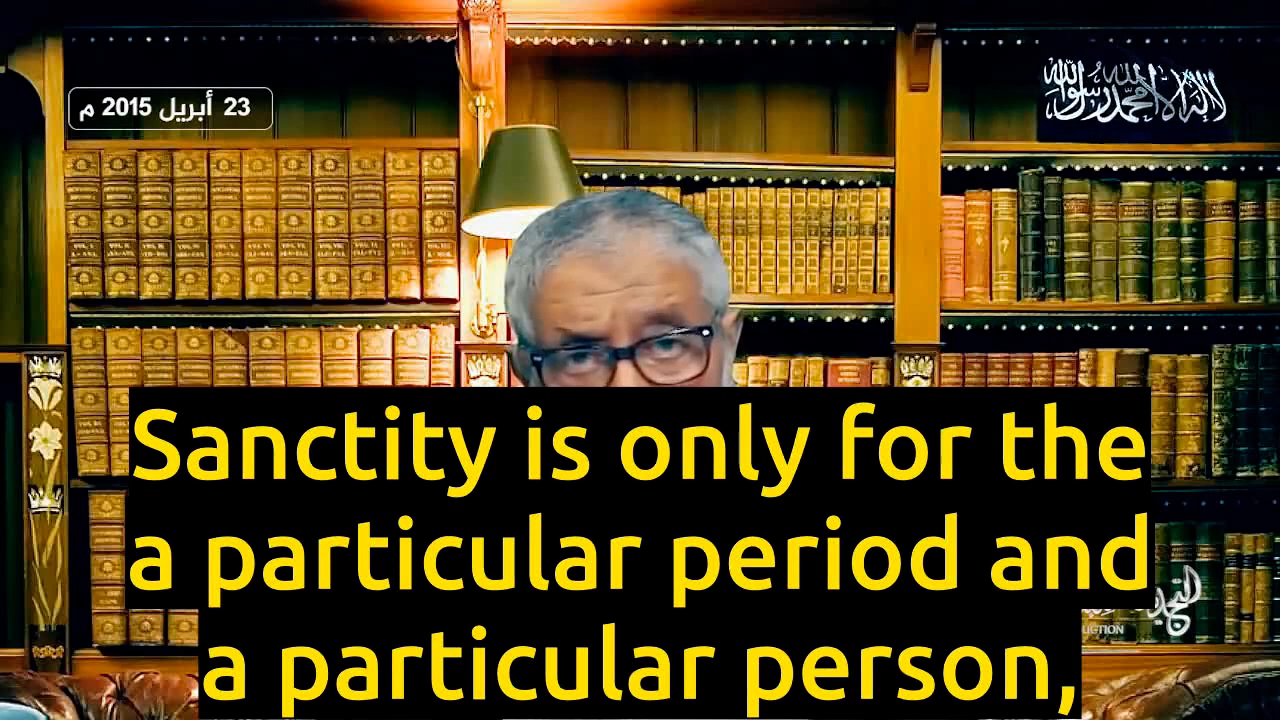 23 أبريل 2015 م
لا إله إلا الله محمد رسول الله
Sanctity is only for the
a particular period and
a particular person,